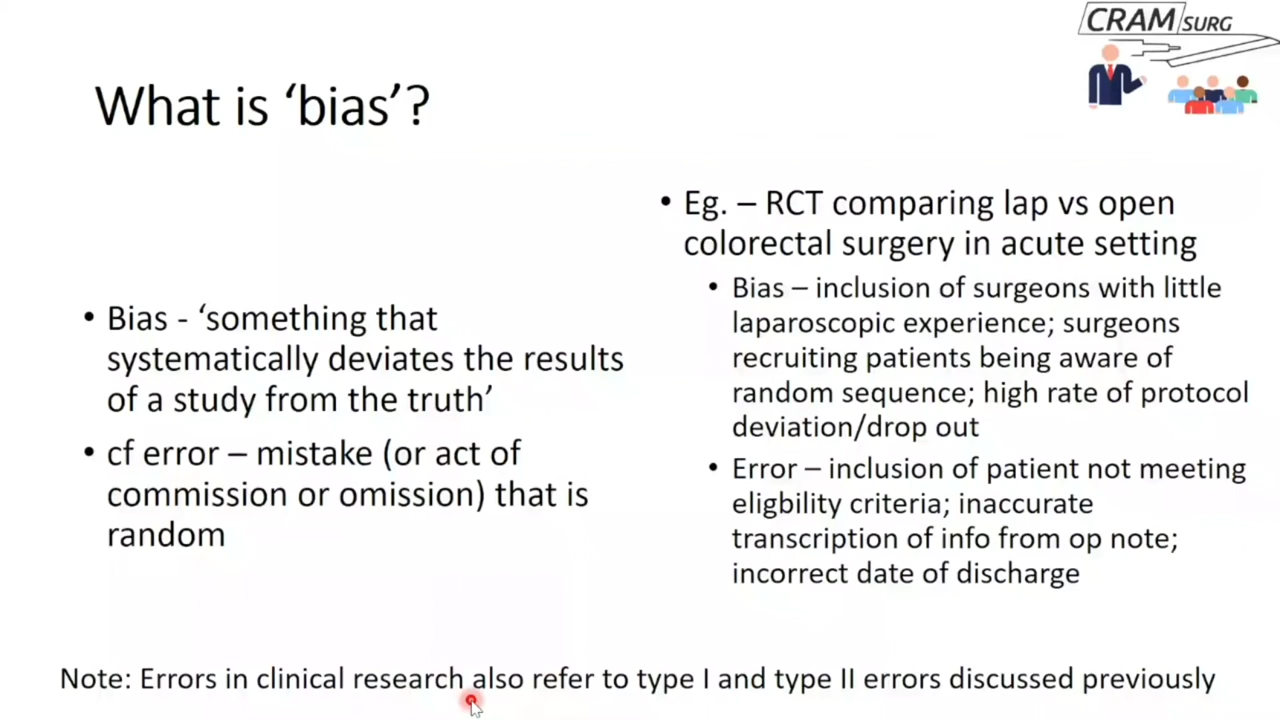 CRAM SURG
What is ‘bias’?
• Bias - ‘something that
systematically deviates the results
of a study from the truth’
• cf error – mistake (or act of
commission or omission) that is
random
• Eg. – RCT comparing lap vs open
colorectal surgery in acute setting
• Bias – inclusion of surgeons with little
laparoscopic experience; surgeons
recruiting patients being aware of
random sequence; high rate of protocol
deviation/drop out
• Error – inclusion of patient not meeting
eligbility criteria; inaccurate
transcription of info from op note;
incorrect date of discharge
Note: Errors in clinical research also refer to type I and type II errors discussed previously